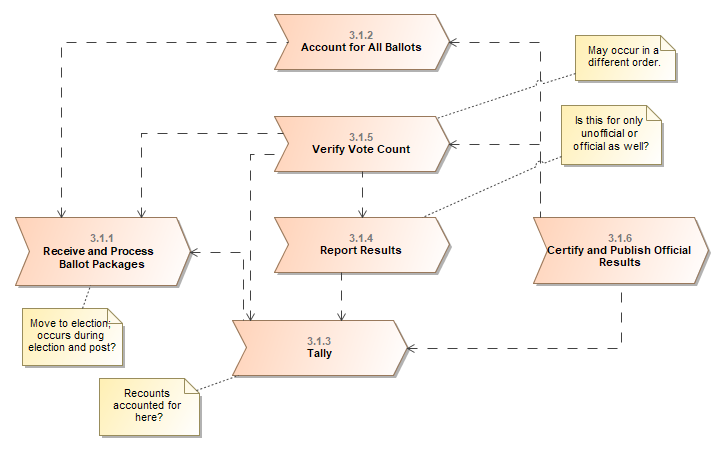 3.1.2
Account for All Ballots
May occur in a
different order.
3.1.5
Verify Vote Count
Is this for only
unofficial or
official as well?
3.1.1
Receive and Process
Ballot Packages
3.1.4
Report Results
3.1.6
Certify and Publish Official
Results
Move to election;
occurs during
election and post?
3.1.3
Tally
Recounts
accounted for
here?